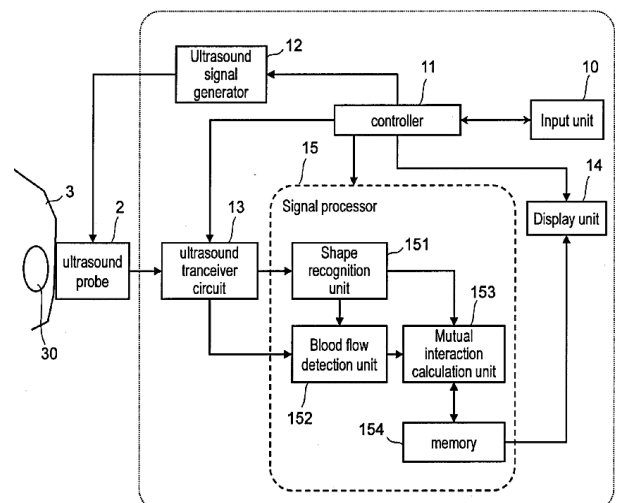 12
Ultrasound
signal
generator
11
controller
10
Input unit
15
14
Display unit
3
2
ultrasound
probe
13
ultrasound
tranceiver
circuit
Signal processor
151
Shape
recognition
unit
153
Mutual
interaction
calculation unit
Blood flow
detection unit
152
30
154
memory